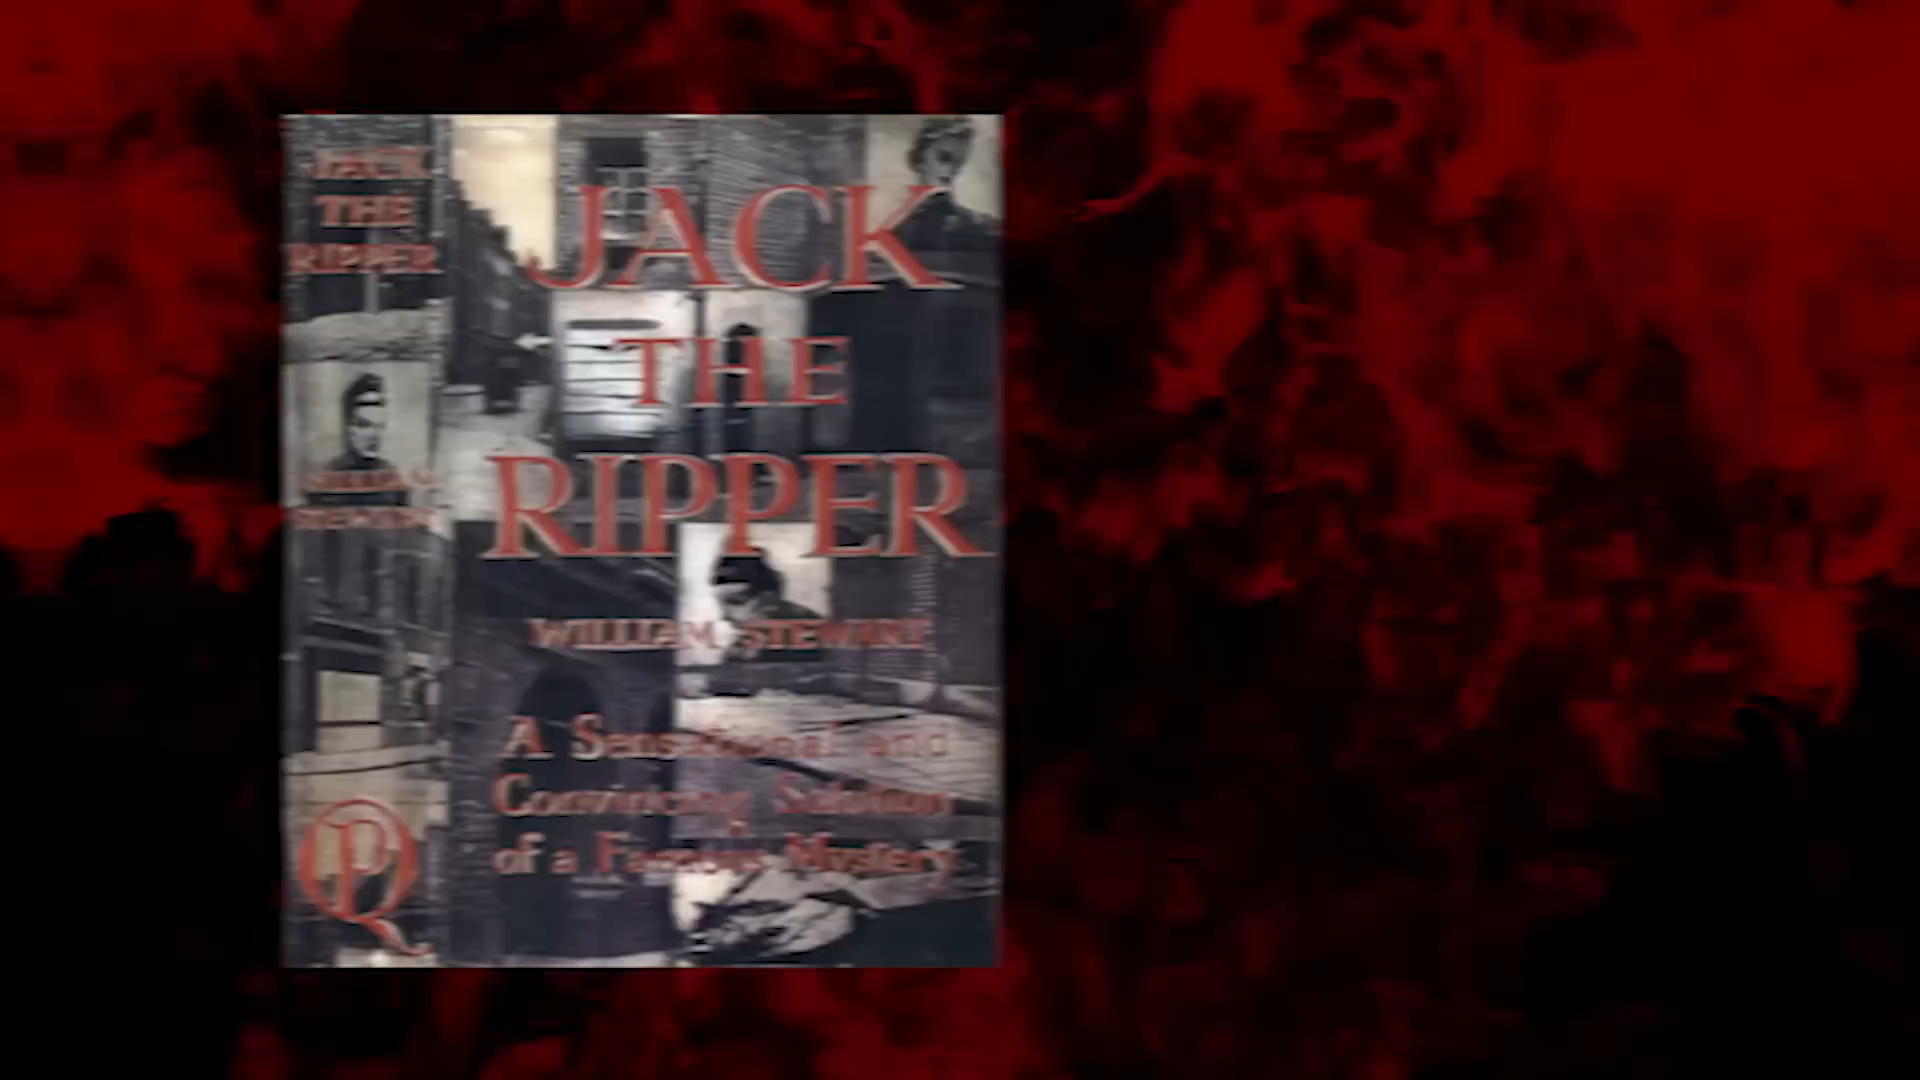 JACK
THE
RIPPER
WILLIAM
STEWART
JACK
THE
RIPPER
WILLIAM STEWART
A Sensational and
Convincing Solution
of a Famous Mystery